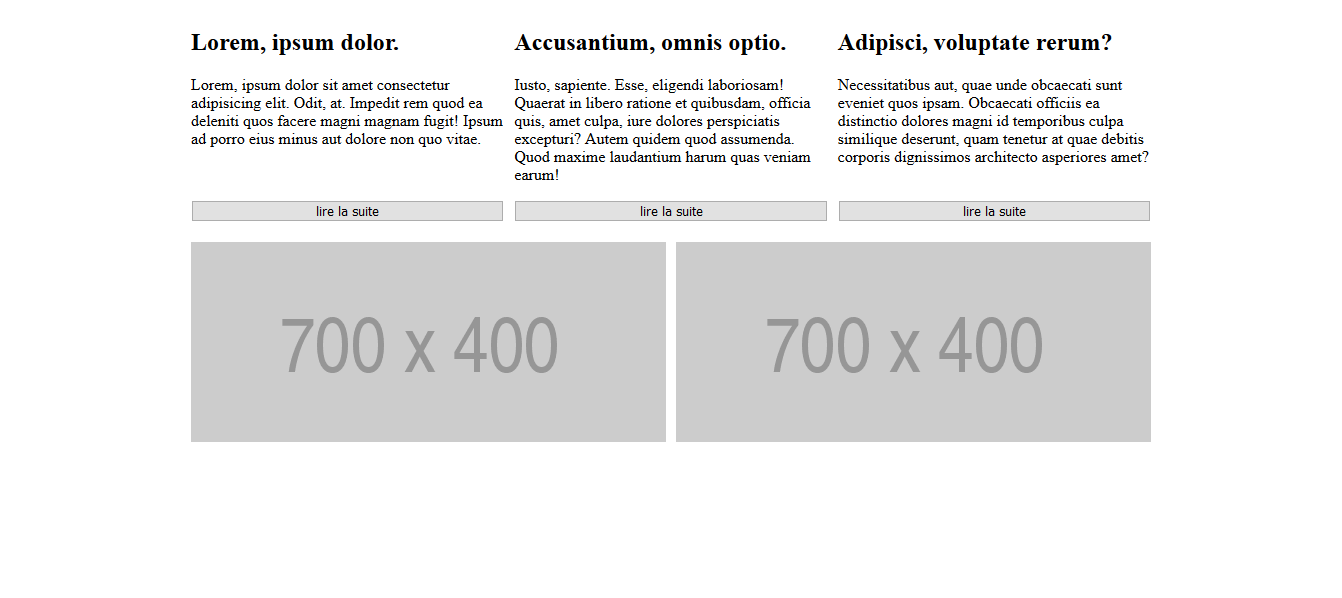 Lorem, ipsum dolor.
Lorem, ipsum dolor sit amet consectetur
adipisicing elit. Odit, at. Impedit rem quod ea
deleniti quos facere magni magnam fugit! Ipsum
ad porro eius minus aut dolore non quo vitae.
lire la suite
Accusantium, omnis optio.
Iusto, sapiente. Esse, eligendi laboriosam!
Quaerat in libero ratione et quibusdam, officia
quis, amet culpa, iure dolores perspiciatis
excepturi? Autem quidem quod assumenda.
Quod maxime laudantium harum quas veniam
earum!
lire la suite
Adipisci, voluptate rerum?
Necessitatibus aut, quae unde obcaecati sunt
eveniet quos ipsam. Obcaecati officiis ea
distinctio dolores magni id temporibus culpa
similique deserunt, quam tenetur at quae debitis
corporis dignissimos architecto asperiores amet?
lire la suite
700 x 400
700 x 400